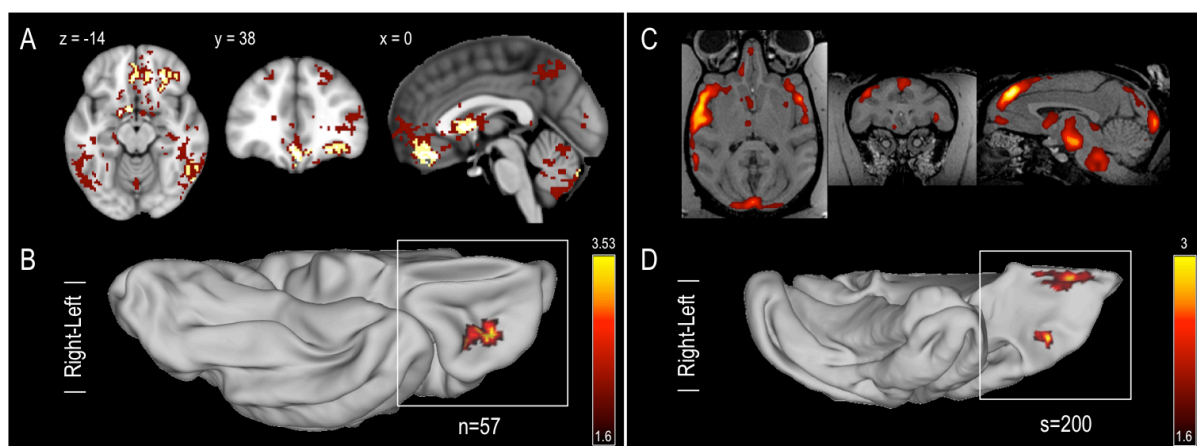 A
z = -14
y = 38
x = 0
B
| Right-Left |
n=57
3.53
1.6
C
D
| Right-Left |
s=200
3
1.6